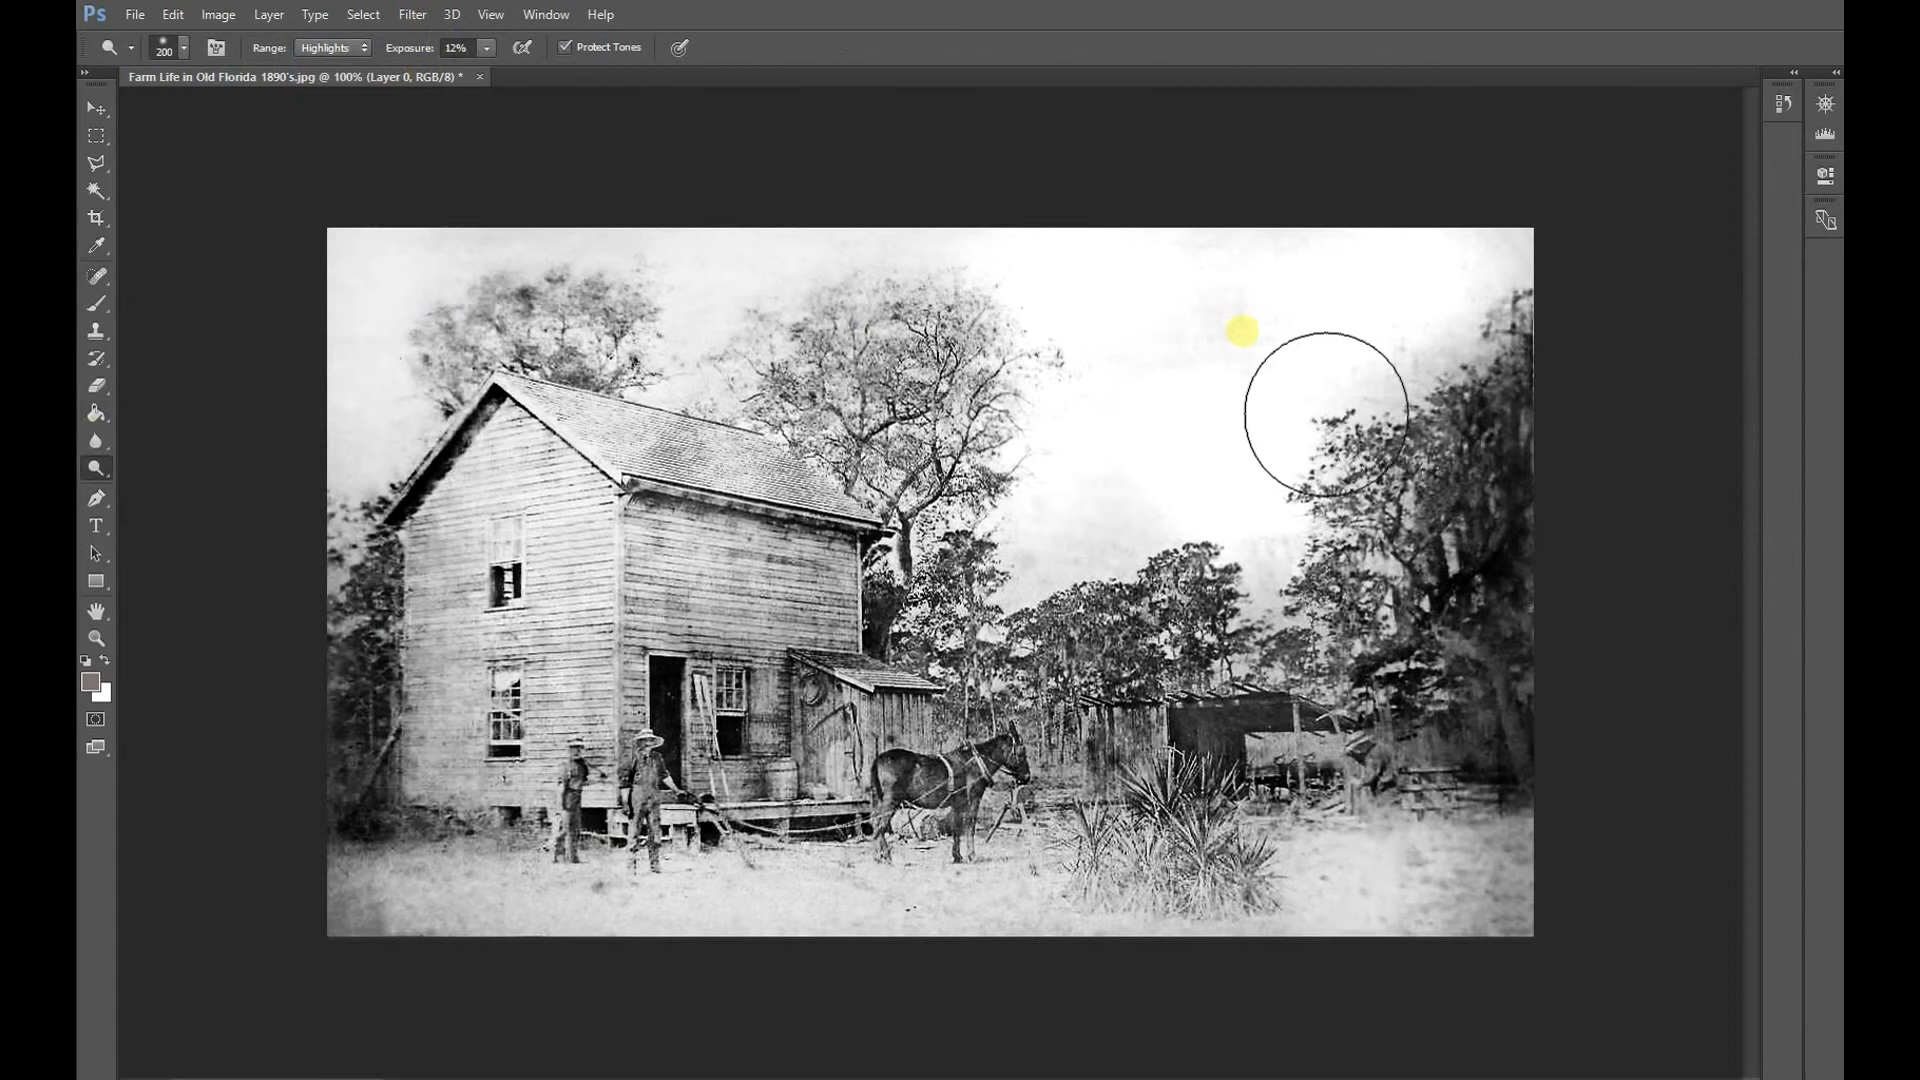 Ps File Edit Image Layer Type Select Filter 3D View Window Help
200 Range: Highlights Exposure: 12% Protect Tones
Farm Life in Old Florida 1890's.jpg @ 100% (Layer 0, RGB/8) * ×
T